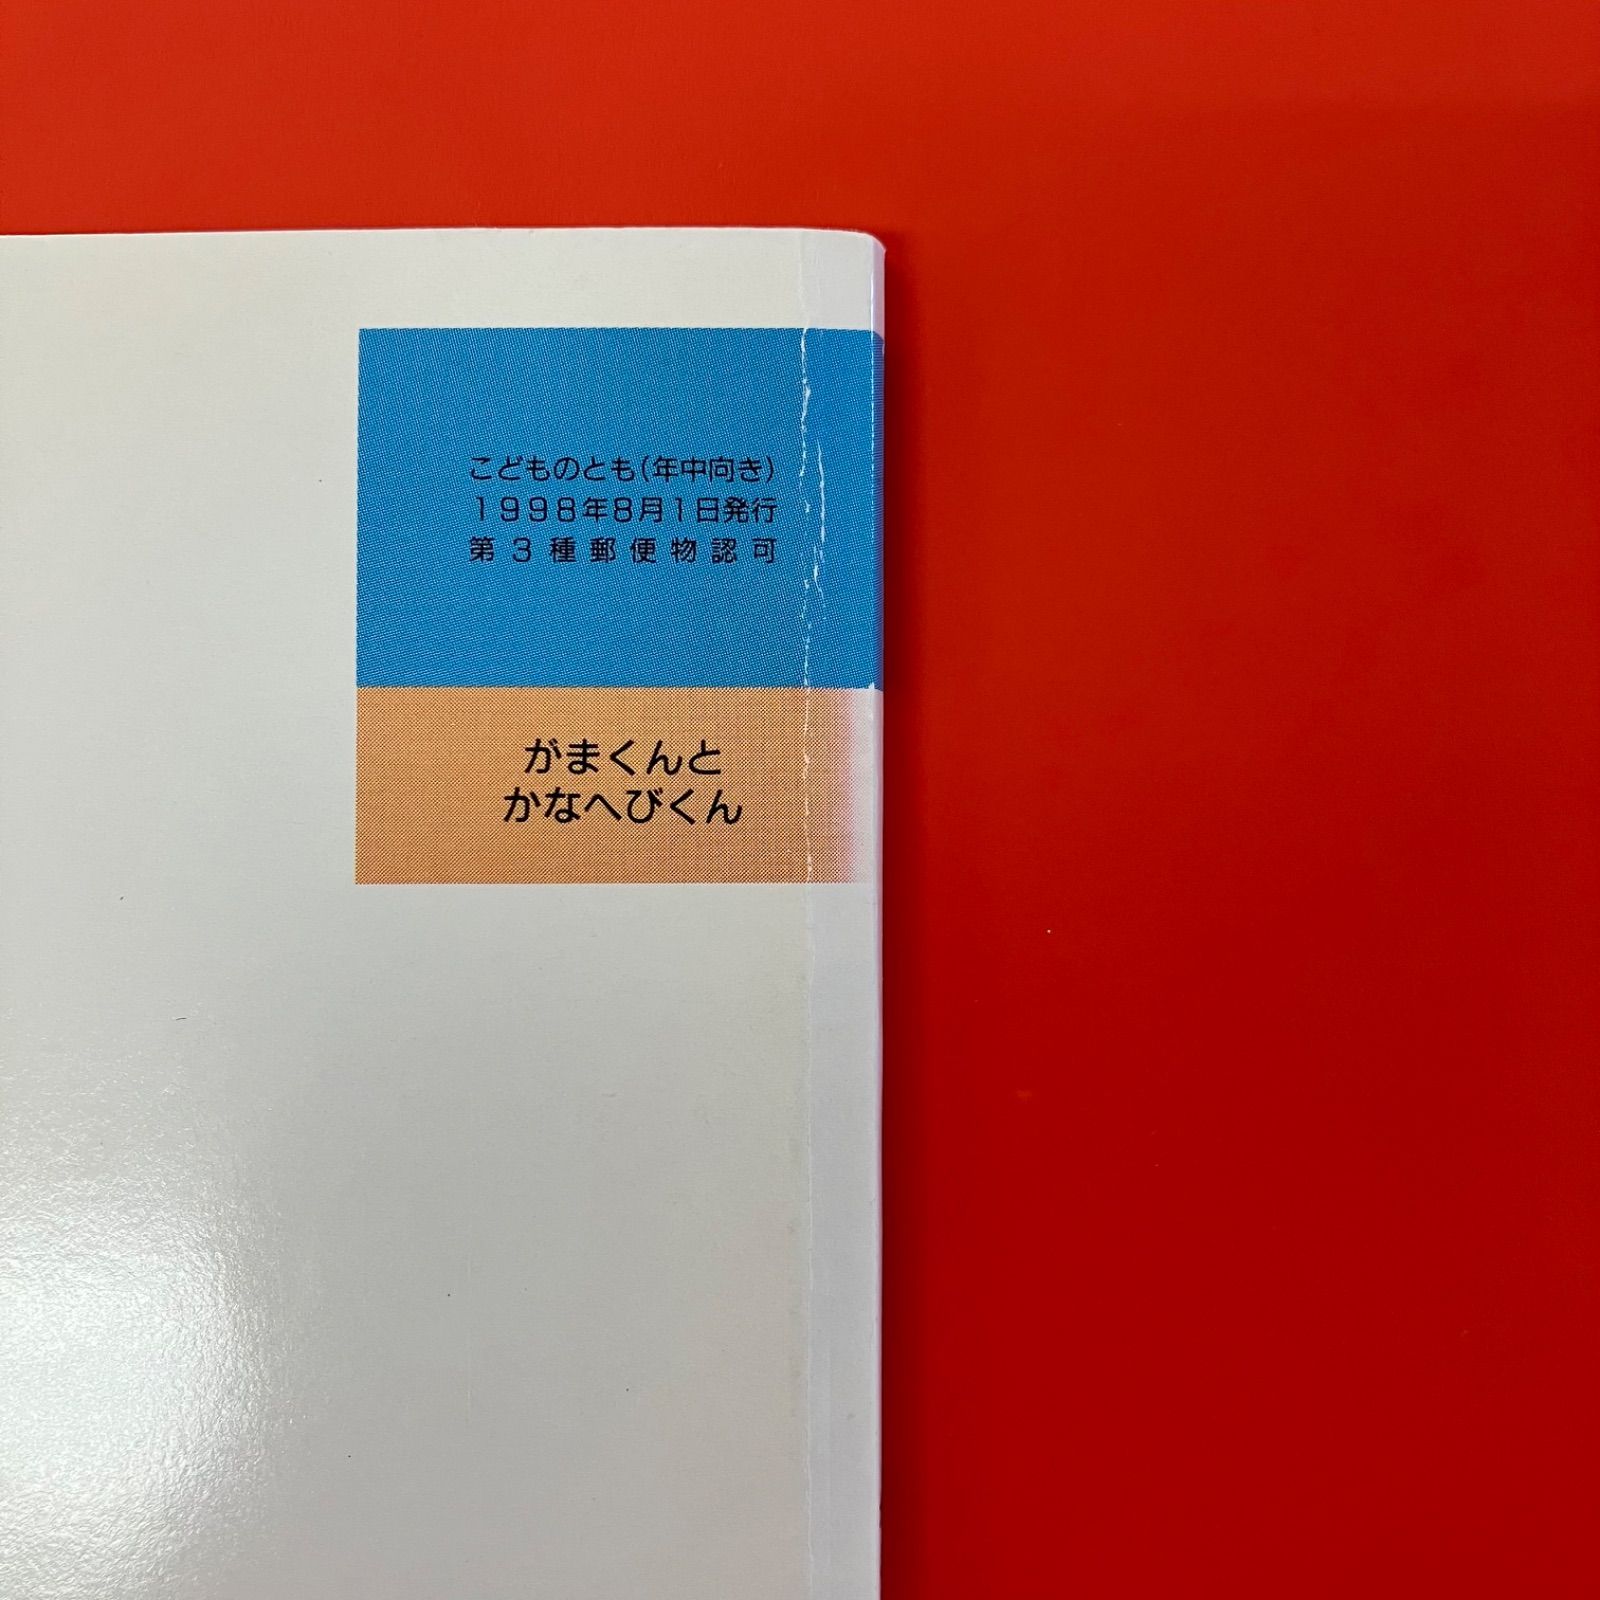 こどものとも(年中向き)
1998年8月1日発行
第3種郵便物認可
がまくんと
かなへびくん